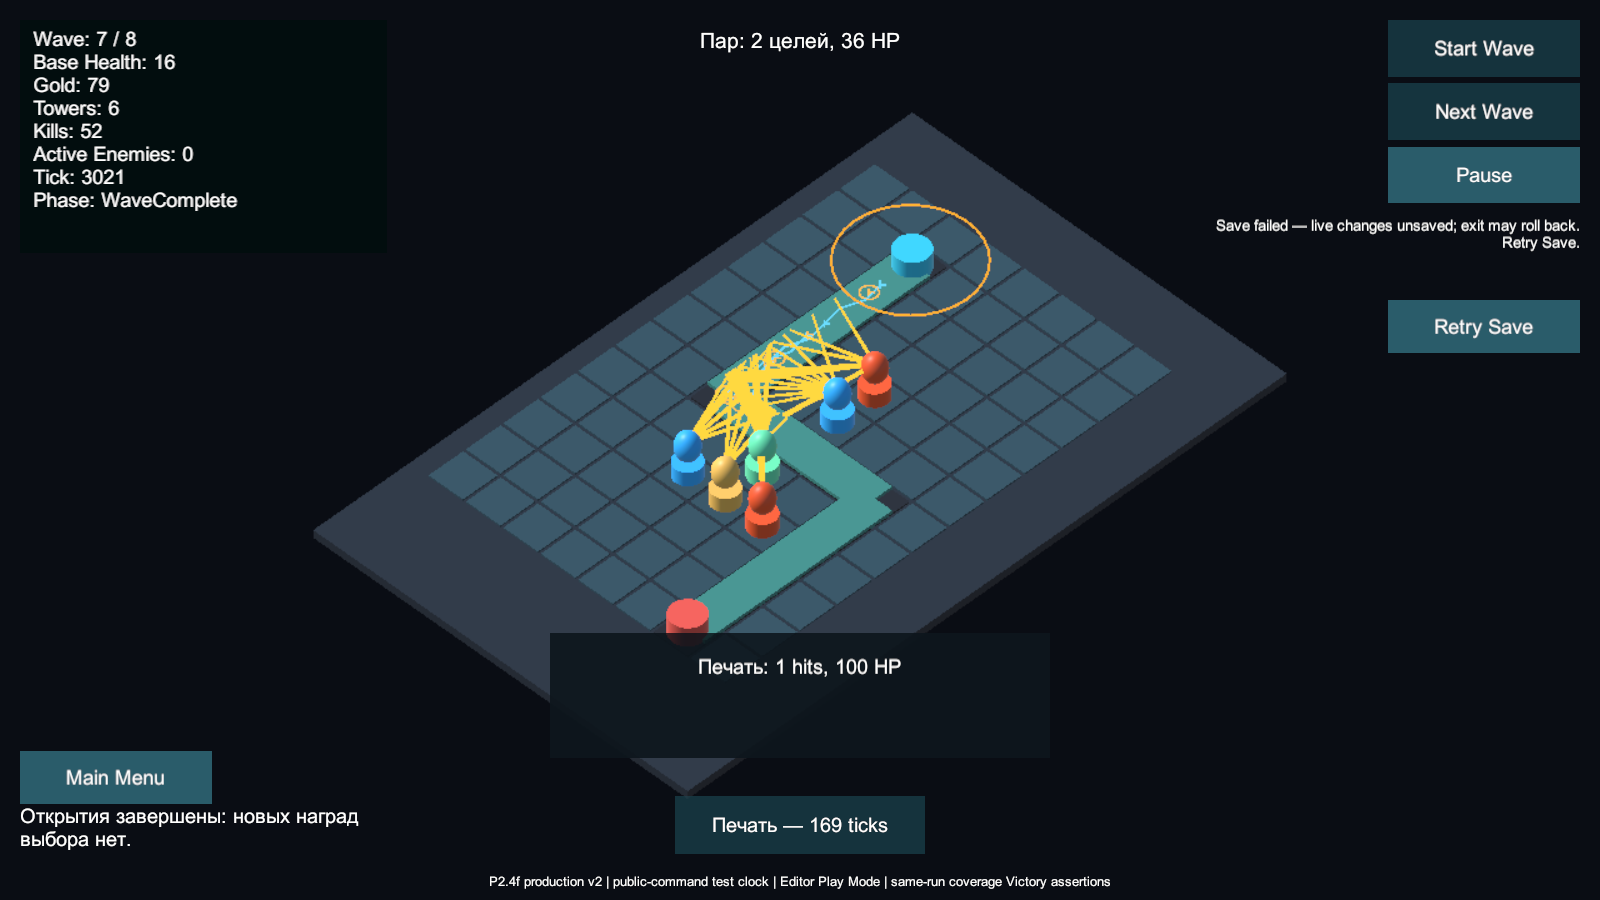 Wave: 7 / 8
Base Health: 16
Gold: 79
Towers: 6
Kills: 52
Active Enemies: 0
Tick: 3021
Phase: WaveComplete
Пар: 2 целей, 36 HP
Start Wave
Next Wave
Pause
Save failed — live changes unsaved; exit may roll back.
Retry Save.
Retry Save
Печать: 1 hits, 100 HP
Main Menu
Открытия завершены: новых наград
выбора нет.
Печать — 169 ticks
P2.4f production v2 | public-command test clock | Editor Play Mode | same-run coverage Victory assertions